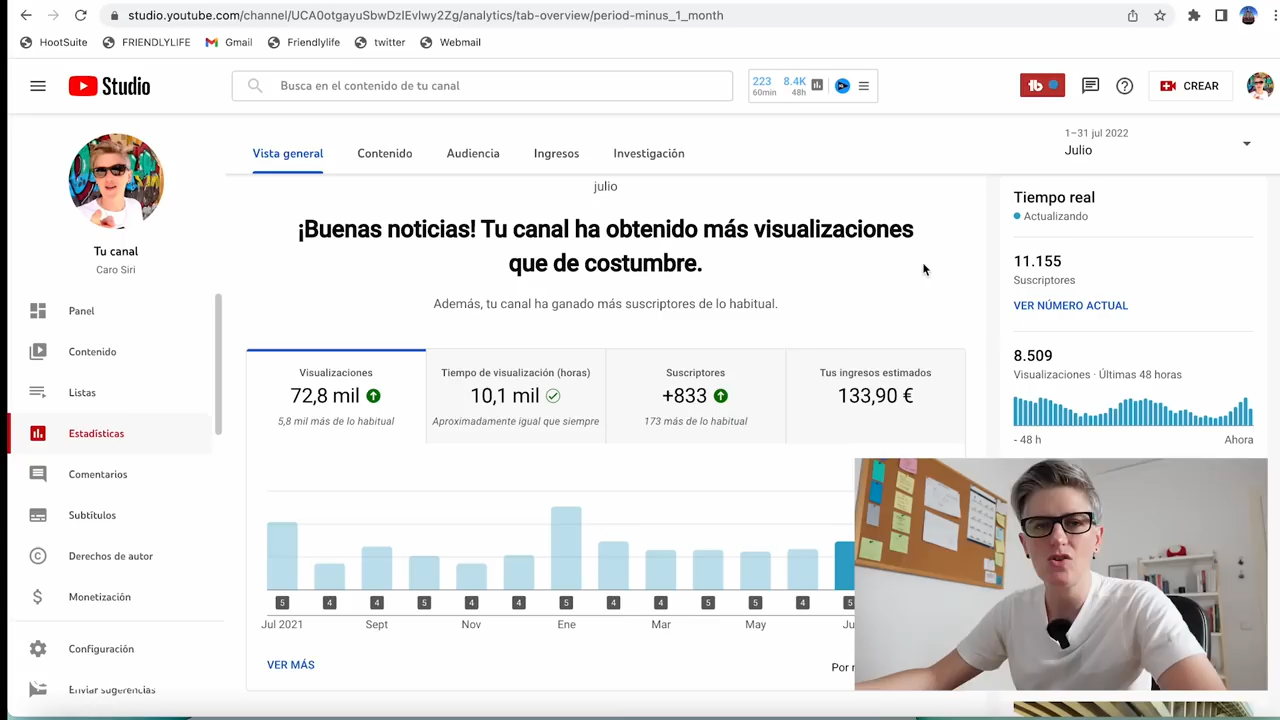 studio.youtube.com/channel/UCA0otgayuSbwDzIEvIwy2Zg/analytics/tab-overview/period-minus_1_month
HootSuite FRIENDLYLIFE Gmail Friendlylife twitter Webmail
Studio
Busca en el contenido de tu canal
223 8.4K
60min 48h
tb
CREAR
Tu canal
Caro Siri
Panel
Contenido
Listas
Estadísticas
Comentarios
Subtítulos
Derechos de autor
Monetización
Configuración
Enviar sugerencias
Vista general Contenido Audiencia Ingresos Investigación
1–31 jul 2022
Julio
julio
¡Buenas noticias! Tu canal ha obtenido más visualizaciones
que de costumbre.
Además, tu canal ha ganado más suscriptores de lo habitual.
Visualizaciones
72,8 mil
5,8 mil más de lo habitual
Tiempo de visualización (horas)
10,1 mil
Aproximadamente igual que siempre
Suscriptores
+833
173 más de lo habitual
Tus ingresos estimados
133,90 €
5 4 4 5 4 4 5 4 4 5 5 4 5
Jul 2021 Sept Nov Ene Mar May Ju
VER MÁS
Por
Tiempo real
Actualizando
11.155
Suscriptores
VER NÚMERO ACTUAL
8.509
Visualizaciones · Últimas 48 horas
- 48 h Ahora